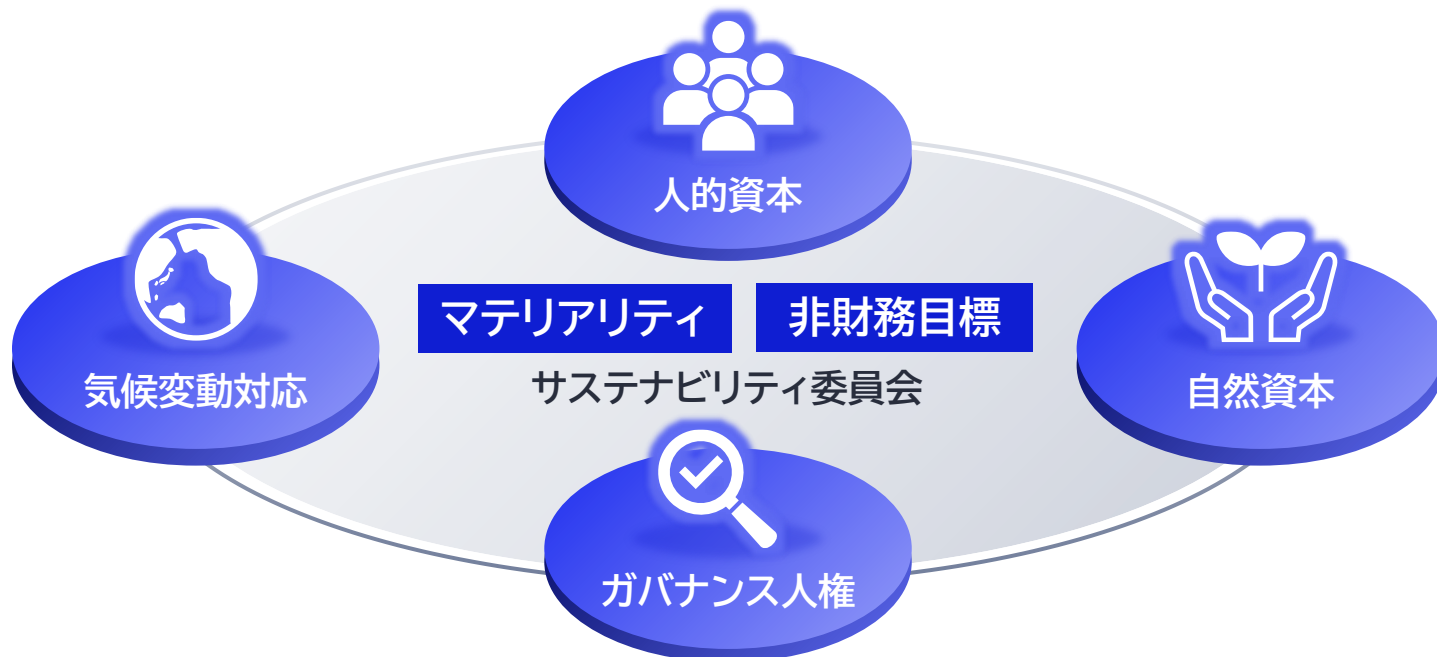 人的資本
マテリアリティ 非財務目標
サステナビリティ委員会
気候変動対応
自然資本
ガバナンス人権